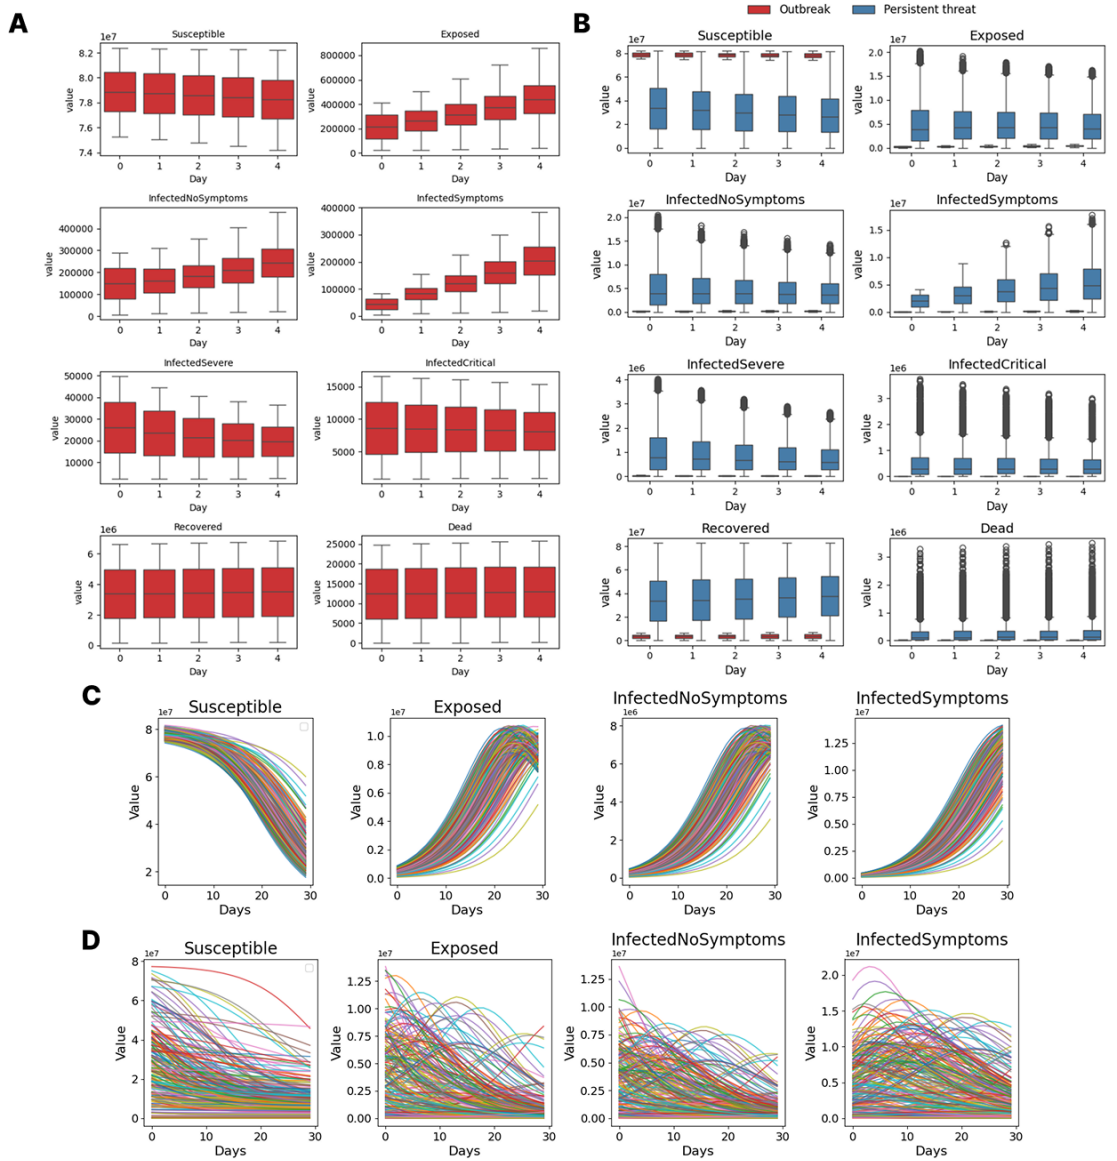 A
B
Outbreak Persistent threat
Susceptible Exposed
1e7
8.2
8.0
7.8
7.6
7.4
value
0 1 2 3 4
Day
800000
600000
400000
200000
0
value
0 1 2 3 4
Day
InfectedNoSymptoms InfectedSymptoms
400000
300000
200000
100000
0
value
0 1 2 3 4
Day
400000
300000
200000
100000
0
value
0 1 2 3 4
Day
InfectedSevere InfectedCritical
50000
40000
30000
20000
10000
value
0 1 2 3 4
Day
15000
10000
5000
value
0 1 2 3 4
Day
Recovered Dead
1e6
6
4
2
0
value
0 1 2 3 4
Day
25000
20000
15000
10000
5000
0
value
0 1 2 3 4
Day
Susceptible Exposed
1e7
8
6
4
2
0
value
0 1 2 3 4
Day
1e7
2.0
1.5
1.0
0.5
0.0
value
0 1 2 3 4
Day
InfectedNoSymptoms InfectedSymptoms
1e7
2.0
1.5
1.0
0.5
0.0
value
0 1 2 3 4
Day
1e7
1.5
1.0
0.5
0.0
value
0 1 2 3 4
Day
InfectedSevere InfectedCritical
1e6
4
3
2
1
0
value
0 1 2 3 4
Day
1e6
3
2
1
0
value
0 1 2 3 4
Day
Recovered Dead
1e7
8
6
4
2
0
value
0 1 2 3 4
Day
1e6
3
2
1
0
value
0 1 2 3 4
Day
C
Susceptible
1e7
8
6
4
2
Value
0 10 20 30
Days
Exposed
1e7
1.0
0.8
0.6
0.4
0.2
0.0
Value
0 10 20 30
Days
InfectedNoSymptoms
1e6
8
6
4
2
0
Value
0 10 20 30
Days
InfectedSymptoms
1e7
1.25
1.00
0.75
0.50
0.25
0.00
Value
0 10 20 30
Days
D
Susceptible
1e7
8
6
4
2
0
Value
0 10 20 30
Days
Exposed
1e7
1.25
1.00
0.75
0.50
0.25
0.00
Value
0 10 20 30
Days
InfectedNoSymptoms
1e7
1.25
1.00
0.75
0.50
0.25
0.00
Value
0 10 20 30
Days
InfectedSymptoms
1e7
2.0
1.5
1.0
0.5
0.0
Value
0 10 20 30
Days